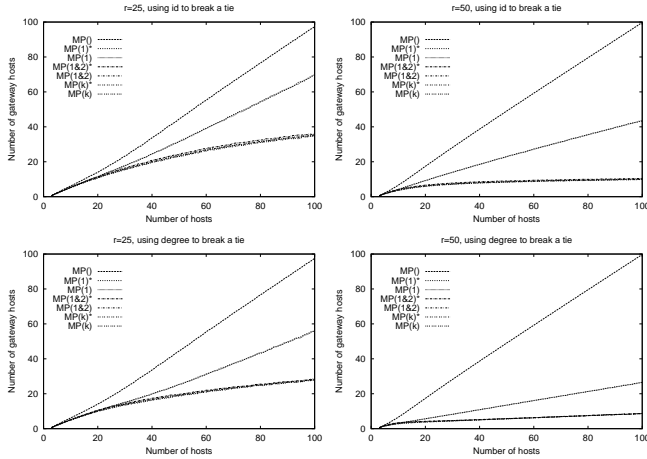 r=25, using id to break a tie
Number of gateway hosts
100
80
60
40
20
0
MP()
MP(1)*
MP(1)
MP(1&2)*
MP(1&2)
MP(k)*
MP(k)
0 20 40 60 80 100
Number of hosts
r=50, using id to break a tie
Number of gateway hosts
100
80
60
40
20
0
MP()
MP(1)*
MP(1)
MP(1&2)*
MP(1&2)
MP(k)*
MP(k)
0 20 40 60 80 100
Number of hosts
r=25, using degree to break a tie
Number of gateway hosts
100
80
60
40
20
0
MP()
MP(1)*
MP(1)
MP(1&2)*
MP(1&2)
MP(k)*
MP(k)
0 20 40 60 80 100
Number of hosts
r=50, using degree to break a tie
Number of gateway hosts
100
80
60
40
20
0
MP()
MP(1)*
MP(1)
MP(1&2)*
MP(1&2)
MP(k)*
MP(k)
0 20 40 60 80 100
Number of hosts